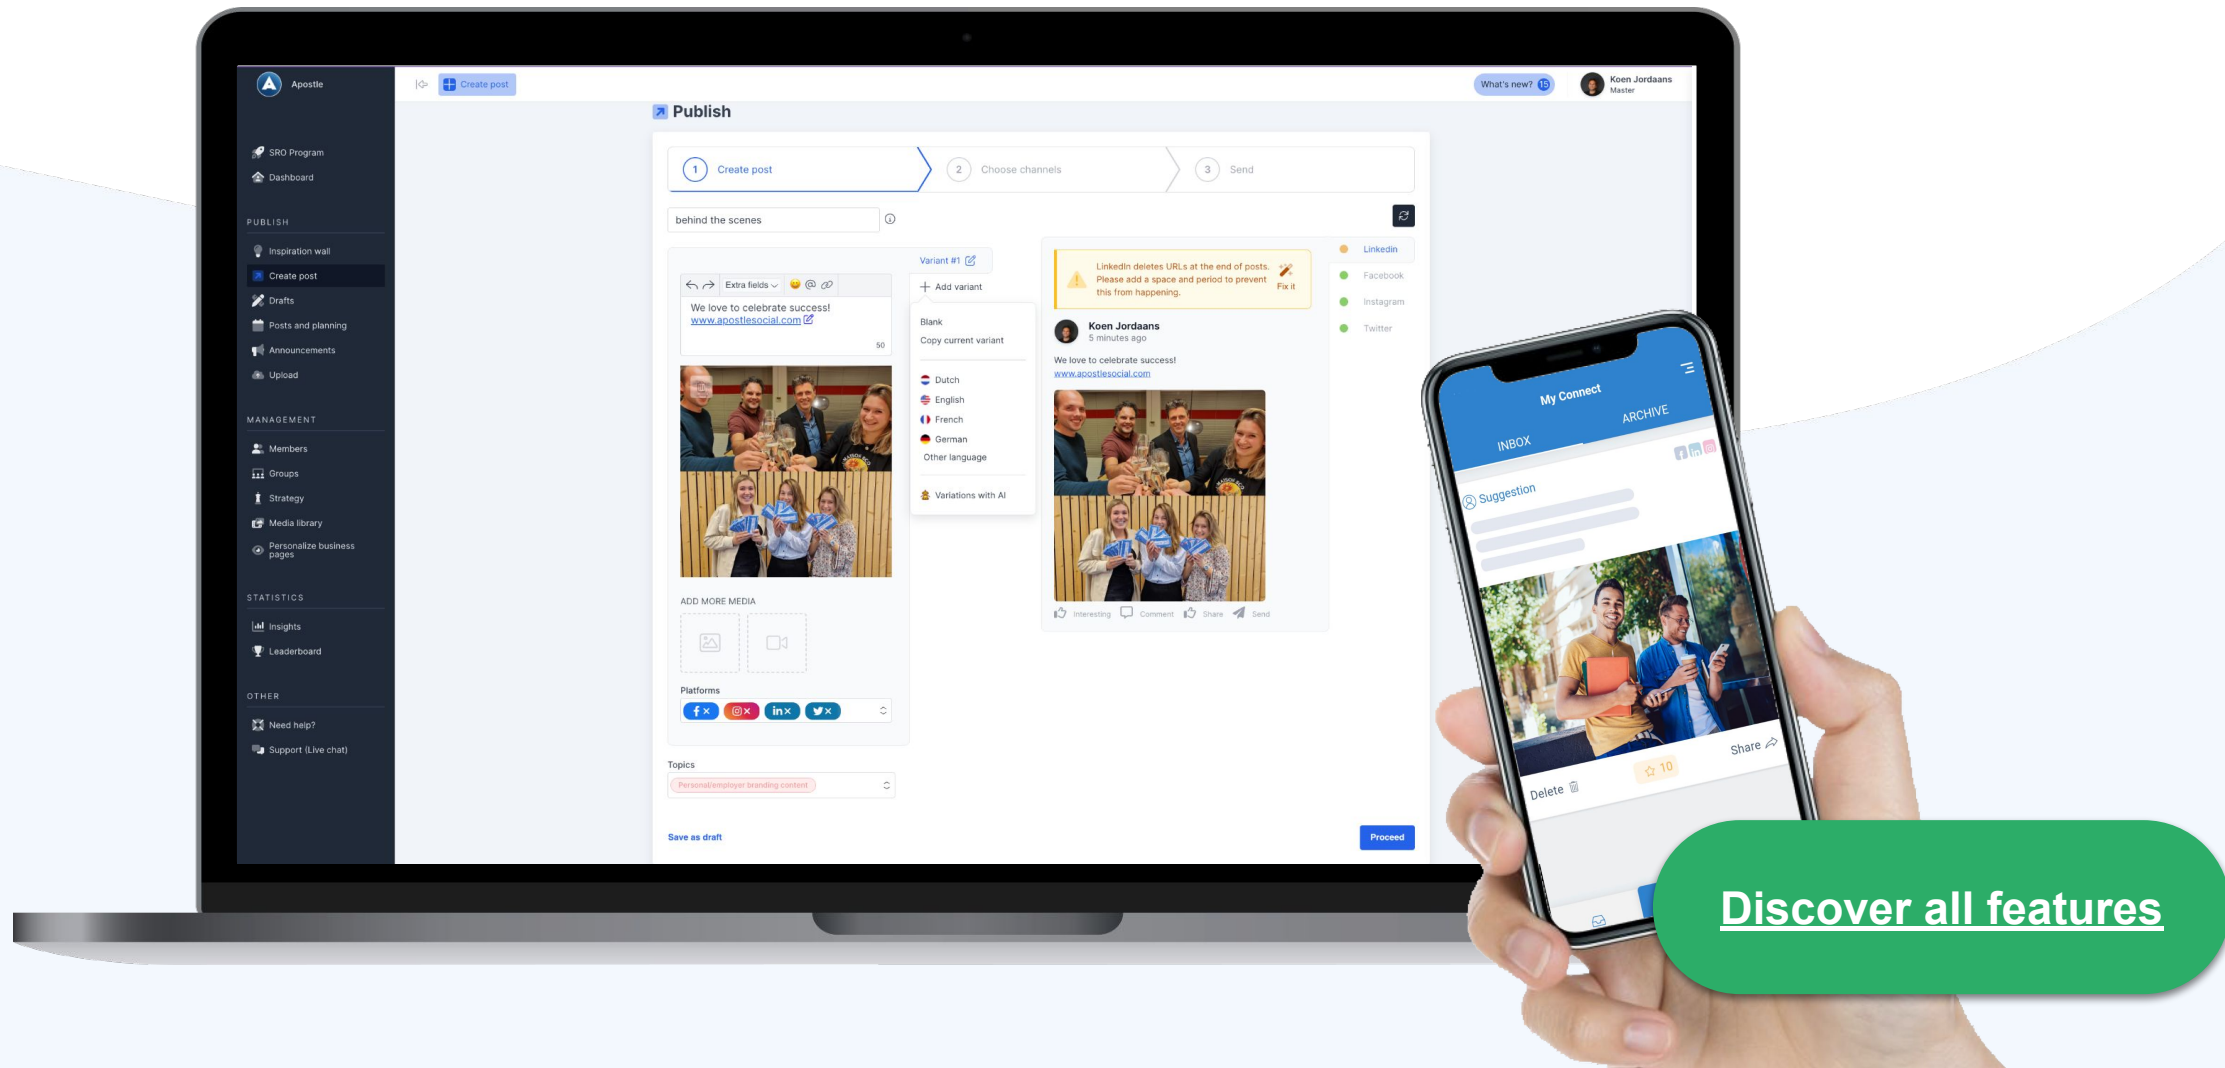 Apostle
Create post
What's new? 15
Koen Jordaans
Master
SRO Program
Dashboard
PUBLISH
Inspiration wall
Create post
Drafts
Posts and planning
Announcements
Upload
MANAGEMENT
Members
Groups
Strategy
Media library
Personalize business
pages
STATISTICS
Insights
Leaderboard
OTHER
Need help?
Support (Live chat)
Publish
1 Create post
2 Choose channels
3 Send
behind the scenes
Extra fields
We love to celebrate success!
www.apostlesocial.com
50
Variant #1
Add variant
Blank
Copy current variant
Dutch
English
French
German
Other language
Variations with AI
ADD MORE MEDIA
Platforms
Topics
Personal/employer branding content
Save as draft
LinkedIn deletes URLs at the end of posts.
Please add a space and period to prevent
this from happening.
Fix it
Koen Jordaans
5 minutes ago
We love to celebrate success!
www.apostlesocial.com
Interesting Comment Share Send
Linkedin
Facebook
Instagram
Twitter
Proceed
My Connect
INBOX ARCHIVE
Suggestion
Delete 10 Share
Discover all features